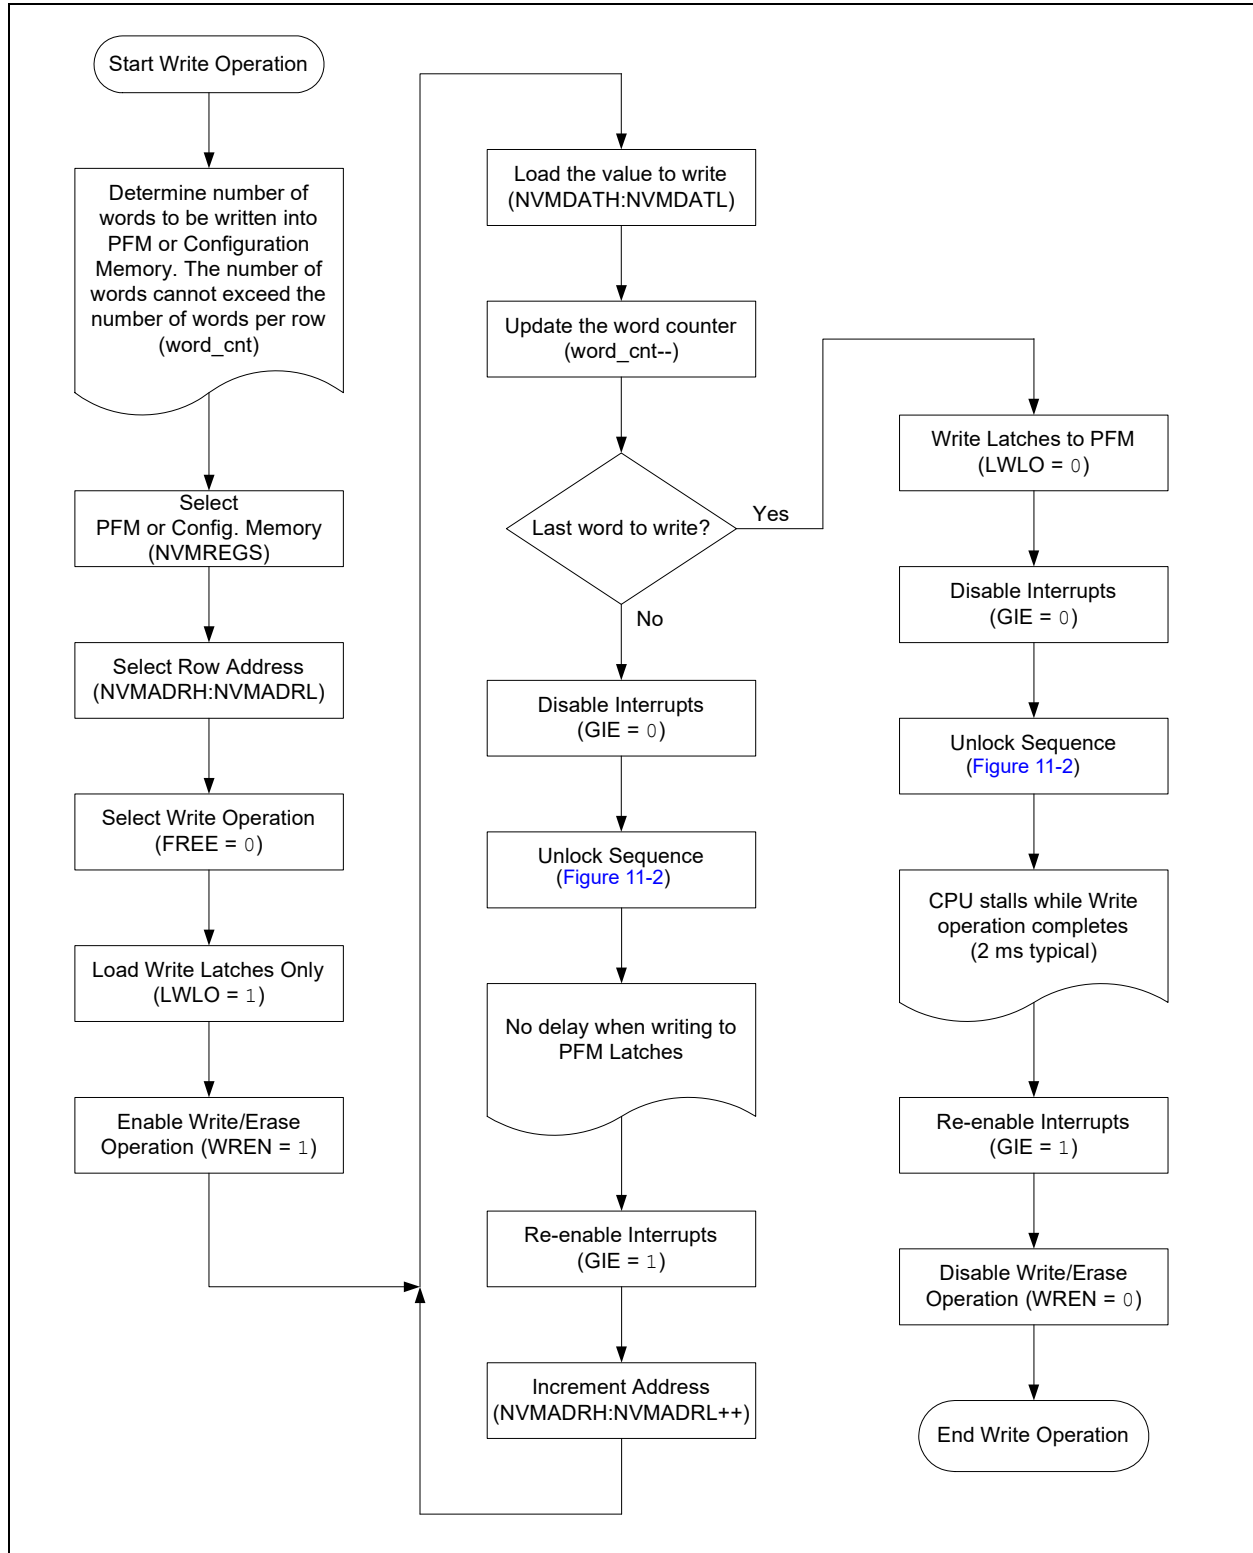 Start Write Operation
Determine number of
words to be written into
PFM or Configuration
Memory. The number of
words cannot exceed the
number of words per row
(word_cnt)
Select
PFM or Config. Memory
(NVMREGS)
Select Row Address
(NVMADRH:NVMADRL)
Select Write Operation
(FREE = 0)
Load Write Latches Only
(LWLO = 1)
Enable Write/Erase
Operation (WREN = 1)
Load the value to write
(NVMDATH:NVMDATL)
Update the word counter
(word_cnt--)
Last word to write?
Yes
No
Disable Interrupts
(GIE = 0)
Unlock Sequence
(Figure 11-2)
No delay when writing to
PFM Latches
Re-enable Interrupts
(GIE = 1)
Increment Address
(NVMADRH:NVMADRL++)
Write Latches to PFM
(LWLO = 0)
Disable Interrupts
(GIE = 0)
Unlock Sequence
(Figure 11-2)
CPU stalls while Write
operation completes
(2 ms typical)
Re-enable Interrupts
(GIE = 1)
Disable Write/Erase
Operation (WREN = 0)
End Write Operation